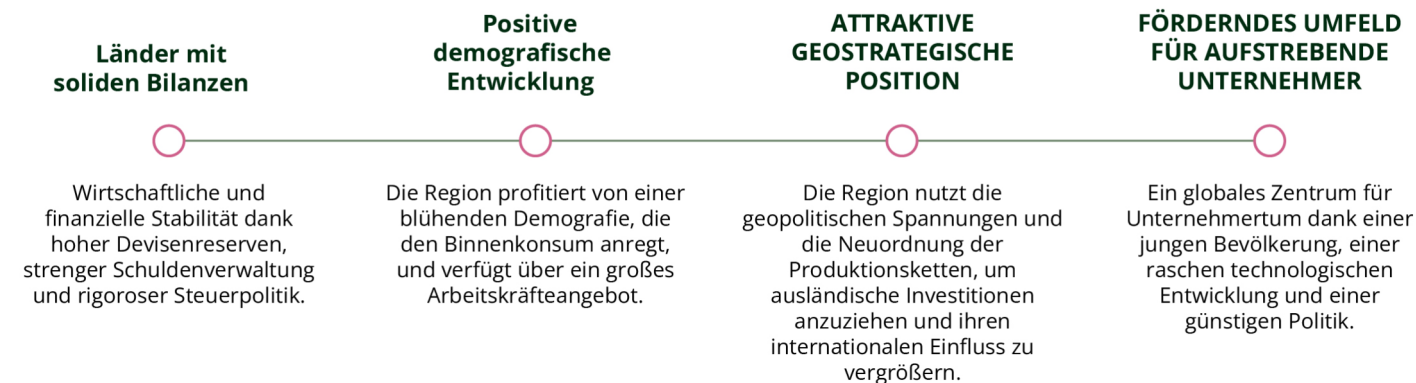 Länder mit
soliden Bilanzen
Wirtschaftliche und
finanzielle Stabilität dank
hoher Devisenreserven,
strenger Schuldenverwaltung
und rigoroser Steuerpolitik.
Positive
demografische
Entwicklung
Die Region profitiert von einer
blühenden Demografie, die
den Binnenkonsum anregt,
und verfügt über ein großes
Arbeitskräfteangebot.
ATTRAKTIVE
GEOSTRATEGISCHE
POSITION
Die Region nutzt die
geopolitischen Spannungen und
die Neuordnung der
Produktionsketten, um
ausländische Investitionen
anzuziehen und ihren
internationalen Einfluss zu
vergrößern.
FÖRDERNDES UMFELD
FÜR AUFSTREBENDE
UNTERNEHMER
Ein globales Zentrum für
Unternehmertum dank einer
jungen Bevölkerung, einer
raschen technologischen
Entwicklung und einer
günstigen Politik.